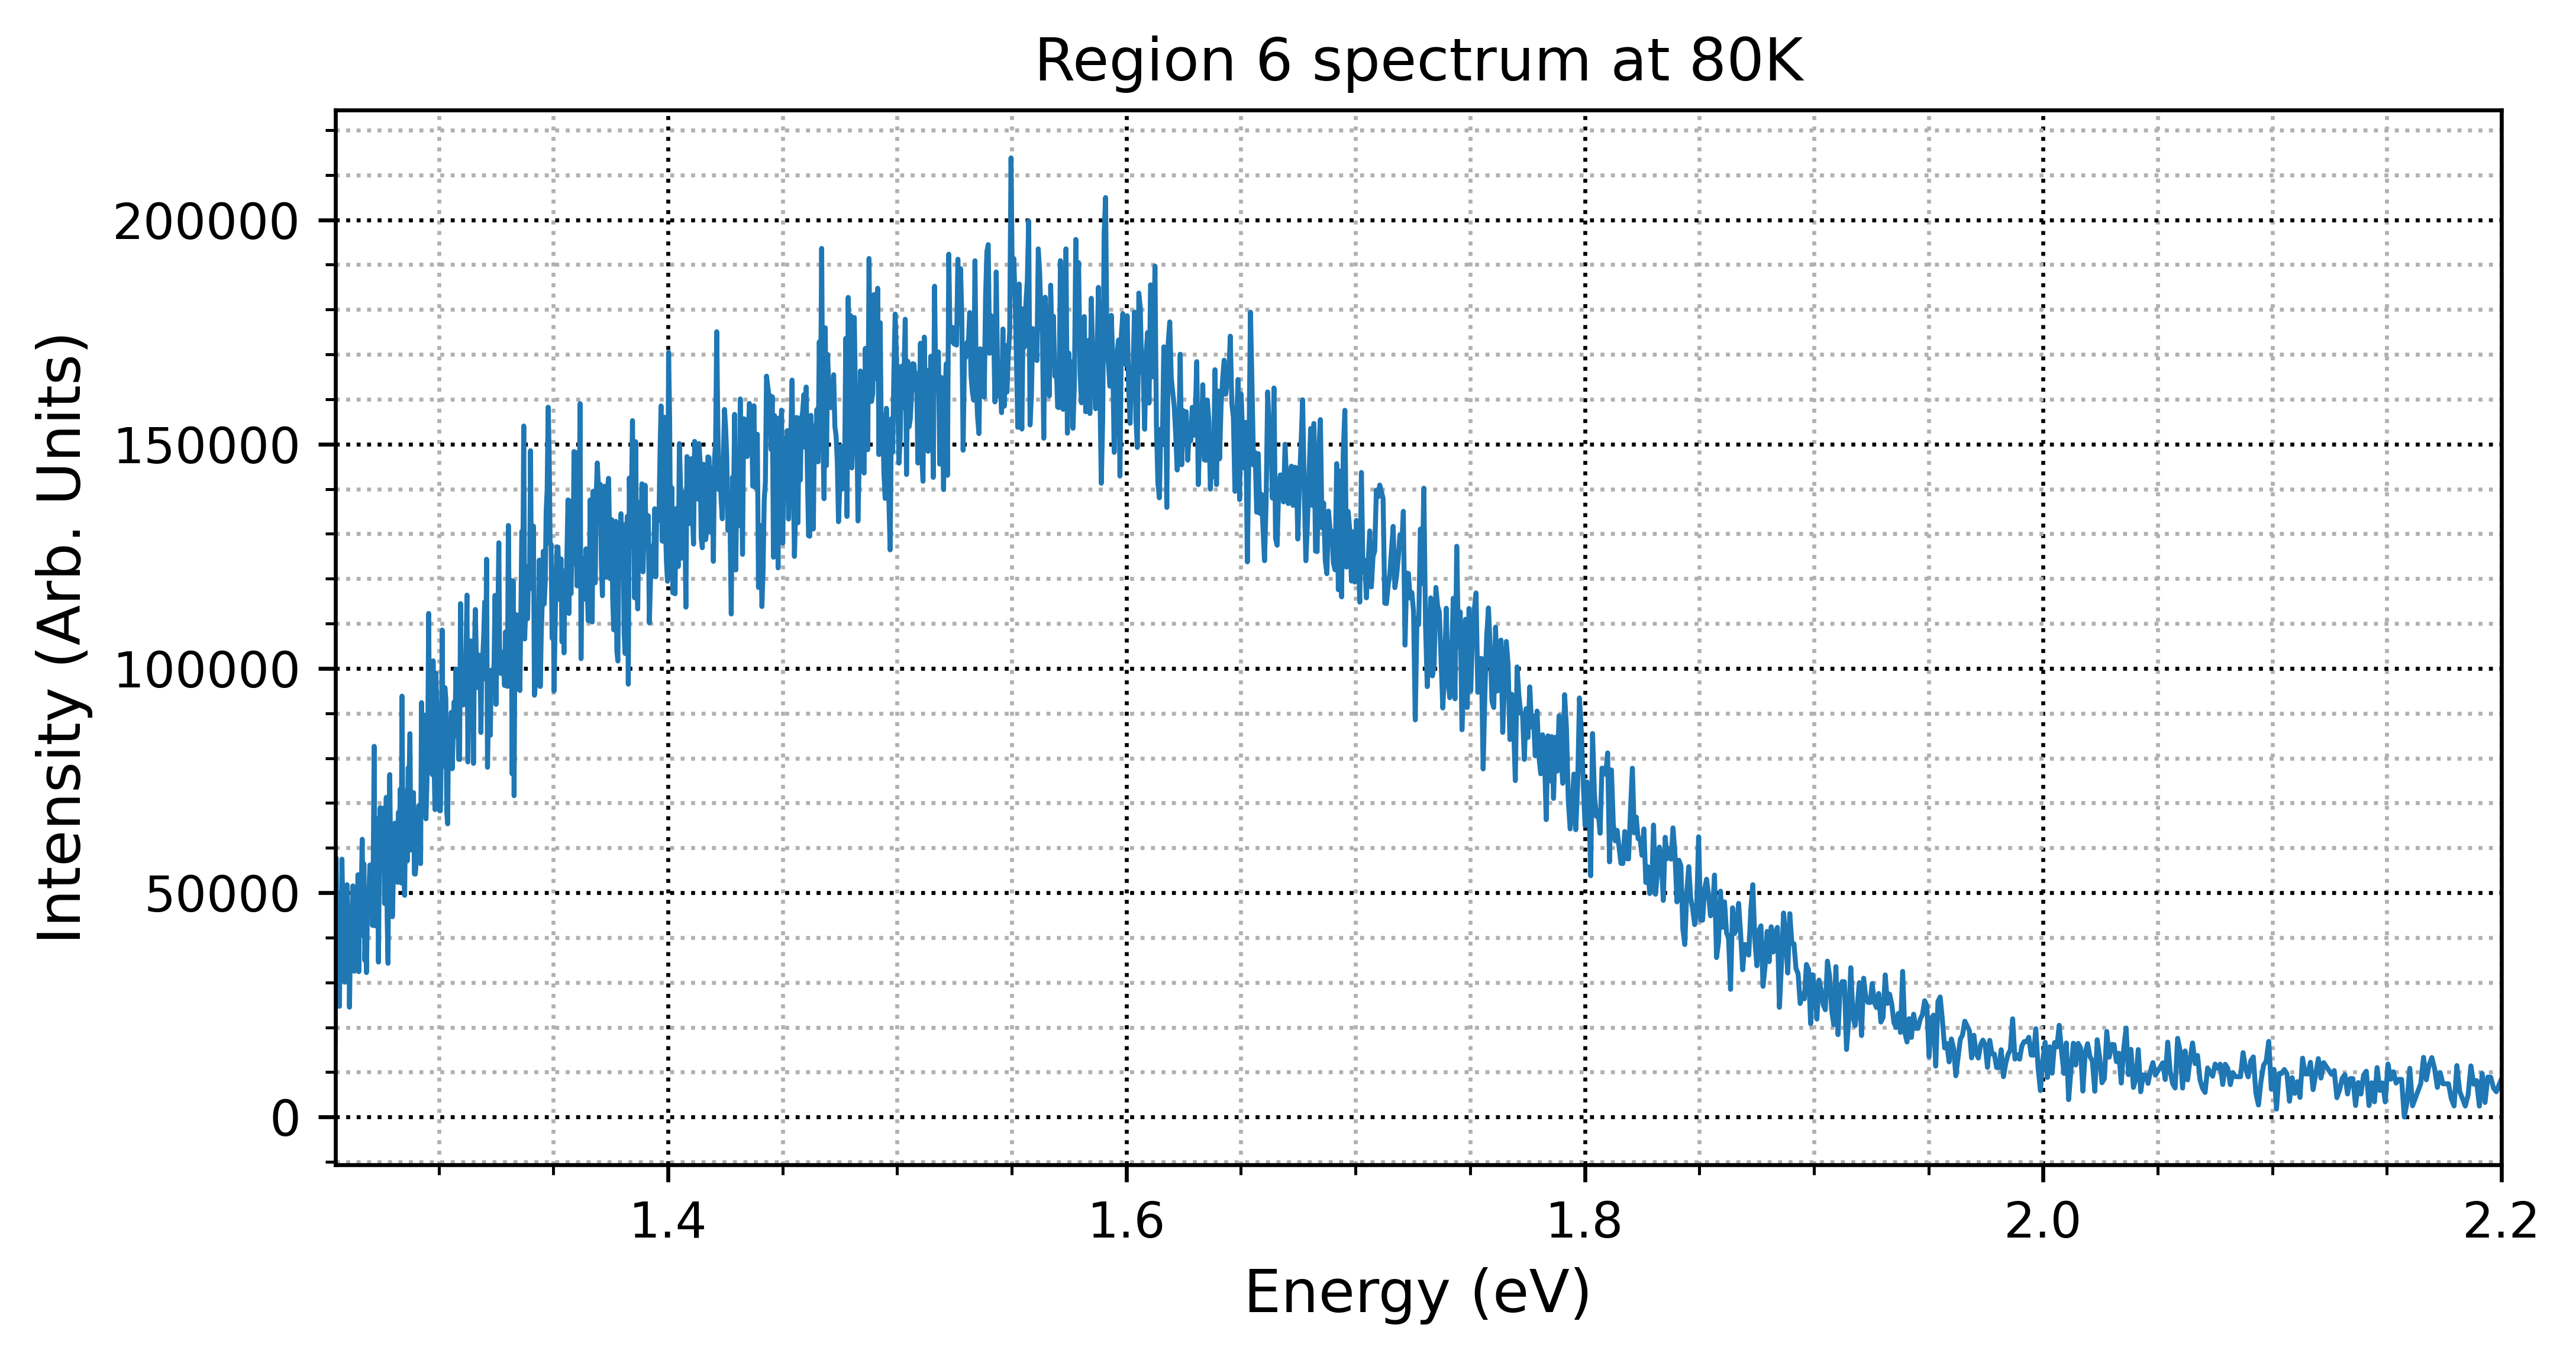 Region 6 spectrum at 80K
Intensity (Arb. Units)
200000
150000
100000
50000
0
1.4 1.6 1.8 2.0 2.2
Energy (eV)